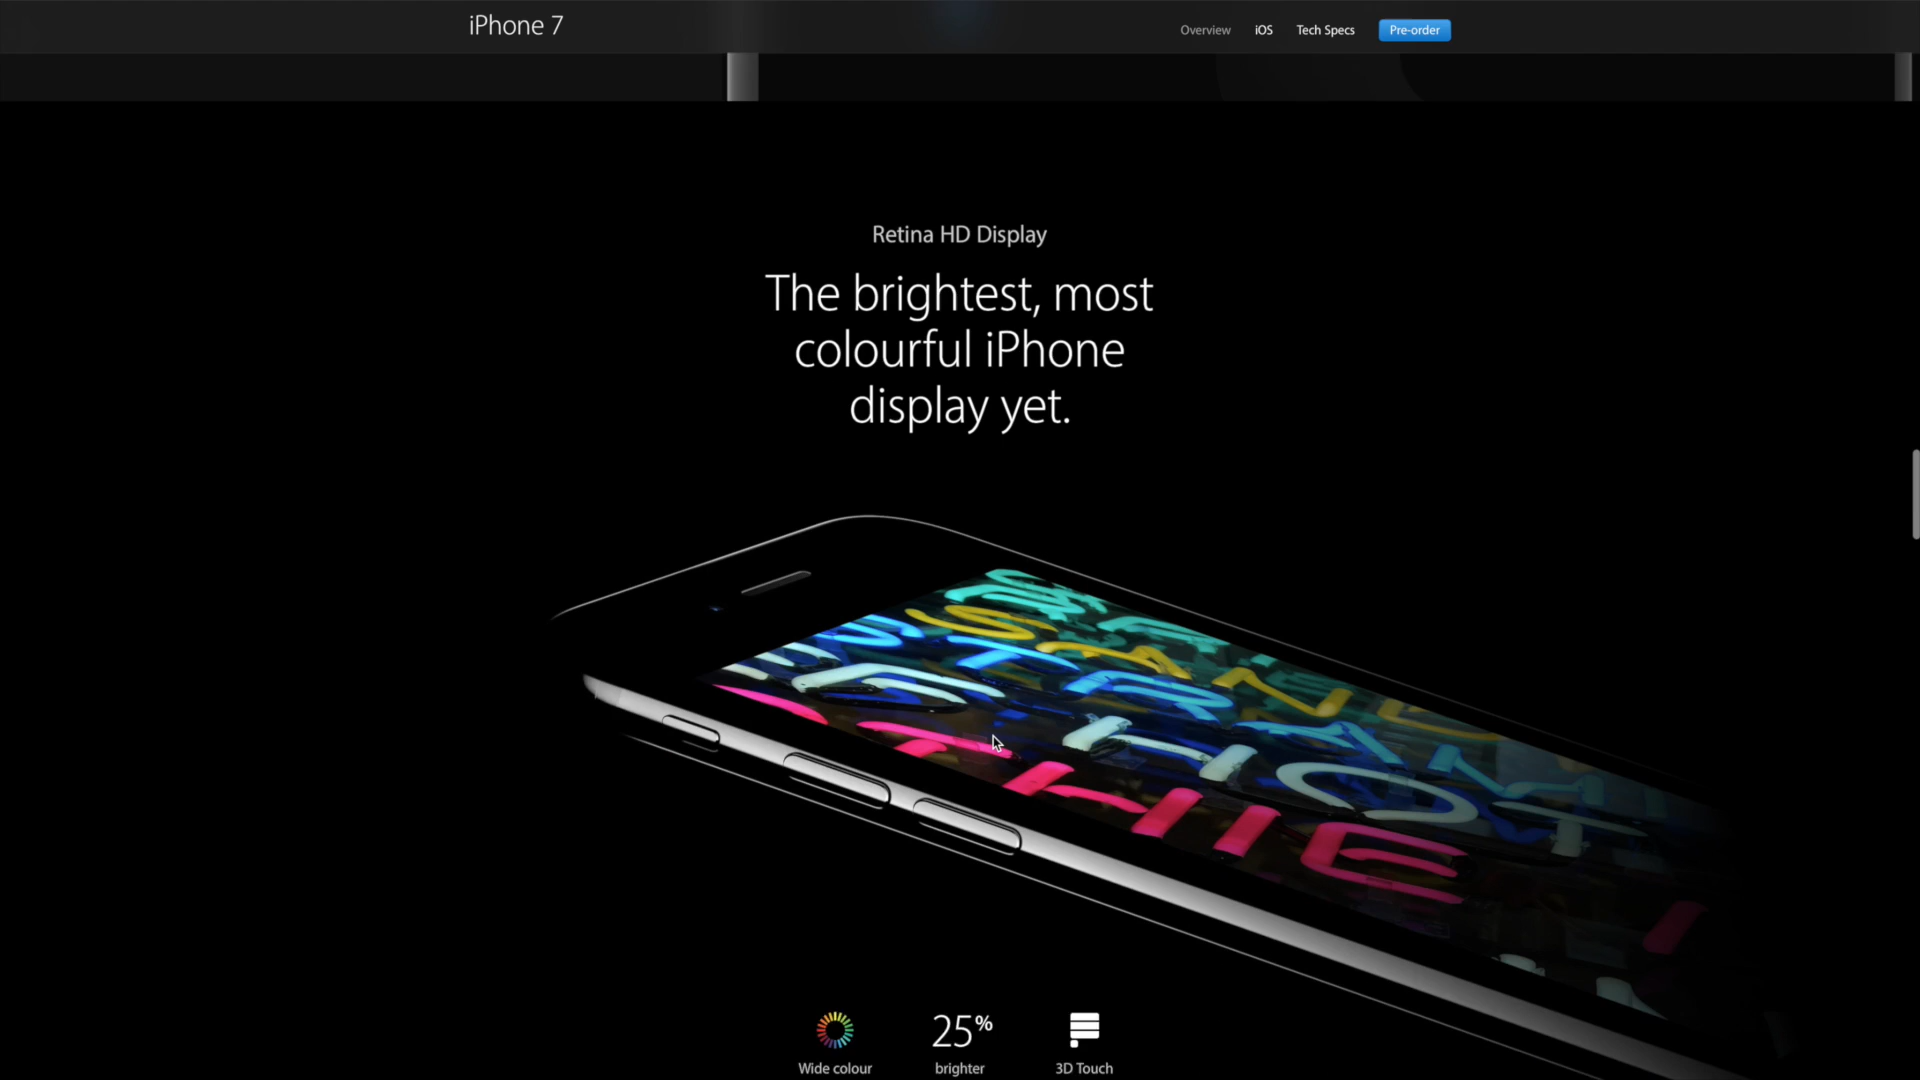 iPhone 7
Overview iOS Tech Specs Pre-order
Retina HD Display
The brightest, most
colourful iPhone
display yet.
25%
Wide colour brighter 3D Touch